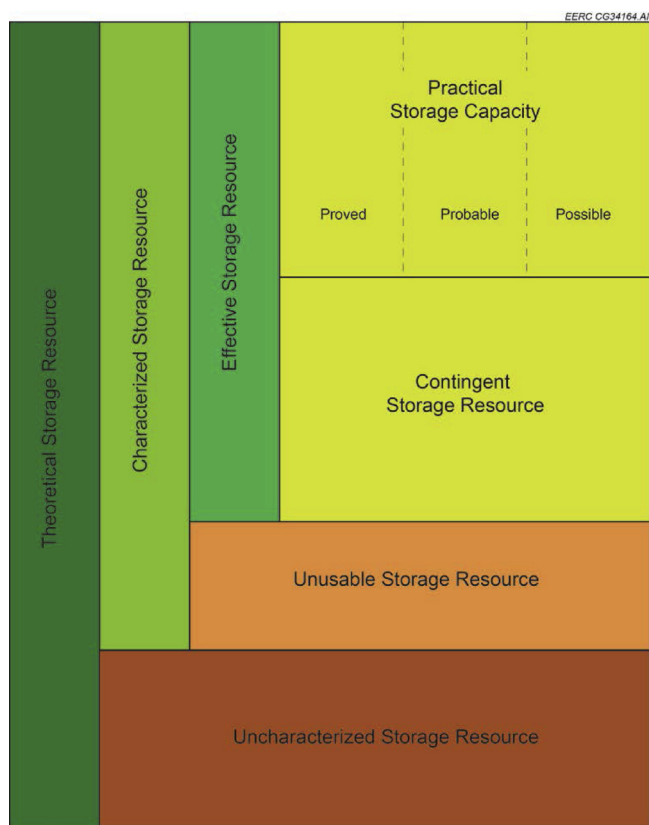 EERC CG34164.AI
Theoretical Storage Resource
Characterized Storage Resource
Effective Storage Resource
Practical
Storage Capacity
Proved
Probable
Possible
Contingent
Storage Resource
Unusable Storage Resource
Uncharacterized Storage Resource